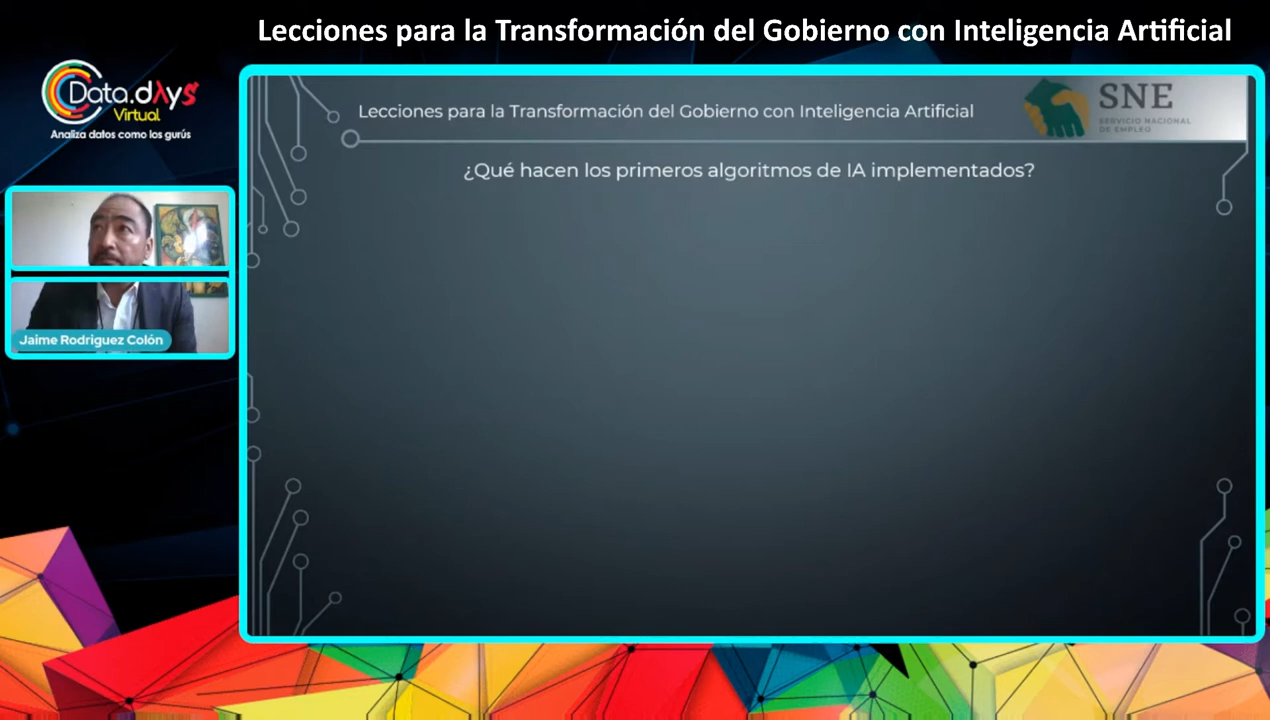 Lecciones para la Transformación del Gobierno con Inteligencia Artificial
Data.dAys
Virtual
Analiza datos como los gurús
Lecciones para la Transformación del Gobierno con Inteligencia Artificial
SNE
SERVICIO NACIONAL
DE EMPLEO
¿Qué hacen los primeros algoritmos de IA implementados?
Jaime Rodriguez Colón